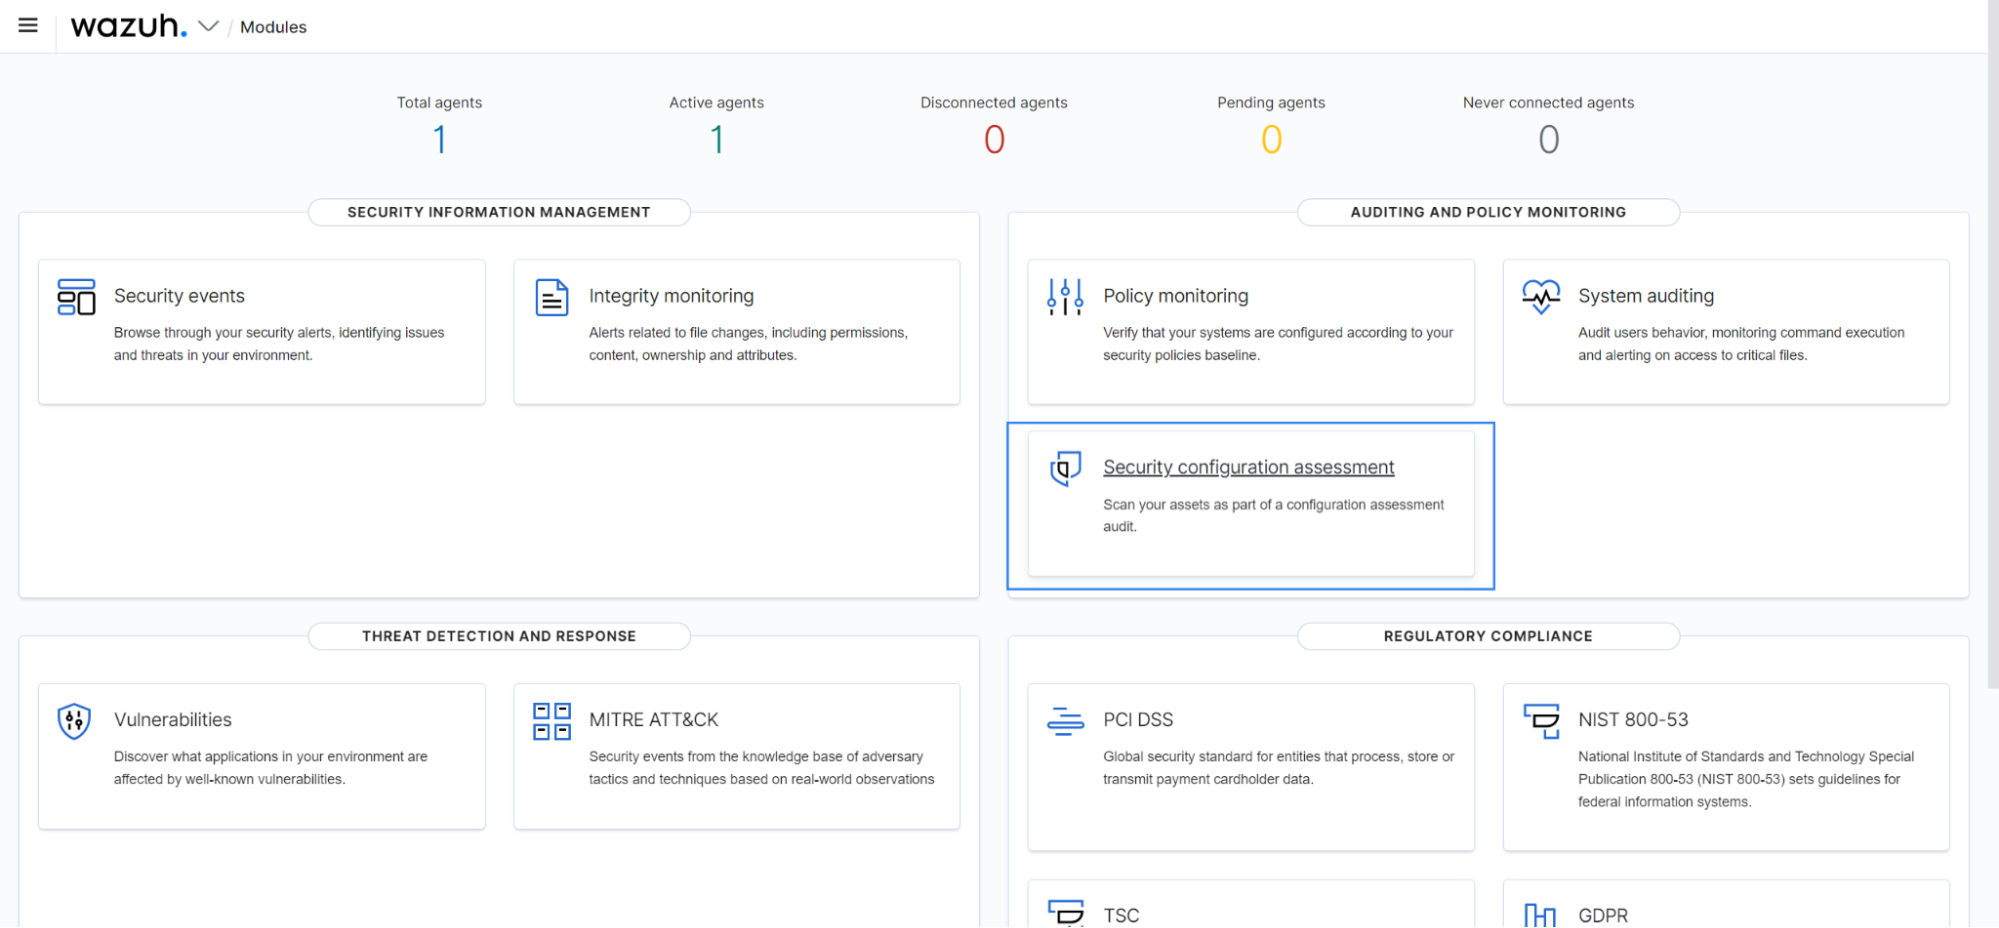 wazuh. / Modules
Total agents
1
Active agents
1
Disconnected agents
0
Pending agents
0
Never connected agents
0
SECURITY INFORMATION MANAGEMENT
Security events
Browse through your security alerts, identifying issues
and threats in your environment.
Integrity monitoring
Alerts related to file changes, including permissions,
content, ownership and attributes.
AUDITING AND POLICY MONITORING
Policy monitoring
Verify that your systems are configured according to your
security policies baseline.
System auditing
Audit users behavior, monitoring command execution
and alerting on access to critical files.
Security configuration assessment
Scan your assets as part of a configuration assessment
audit.
THREAT DETECTION AND RESPONSE
Vulnerabilities
Discover what applications in your environment are
affected by well-known vulnerabilities.
MITRE ATT&CK
Security events from the knowledge base of adversary
tactics and techniques based on real-world observations
REGULATORY COMPLIANCE
PCI DSS
Global security standard for entities that process, store or
transmit payment cardholder data.
NIST 800-53
National Institute of Standards and Technology Special
Publication 800-53 (NIST 800-53) sets guidelines for
federal information systems.
TSC
GDPR